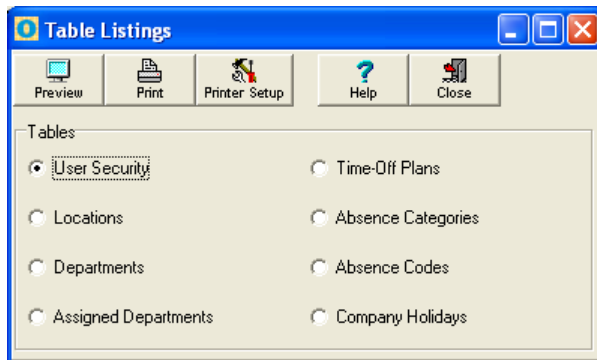 Table Listings
Preview Print Printer Setup Help Close
Tables
User Security Time-Off Plans
Locations Absence Categories
Departments Absence Codes
Assigned Departments Company Holidays